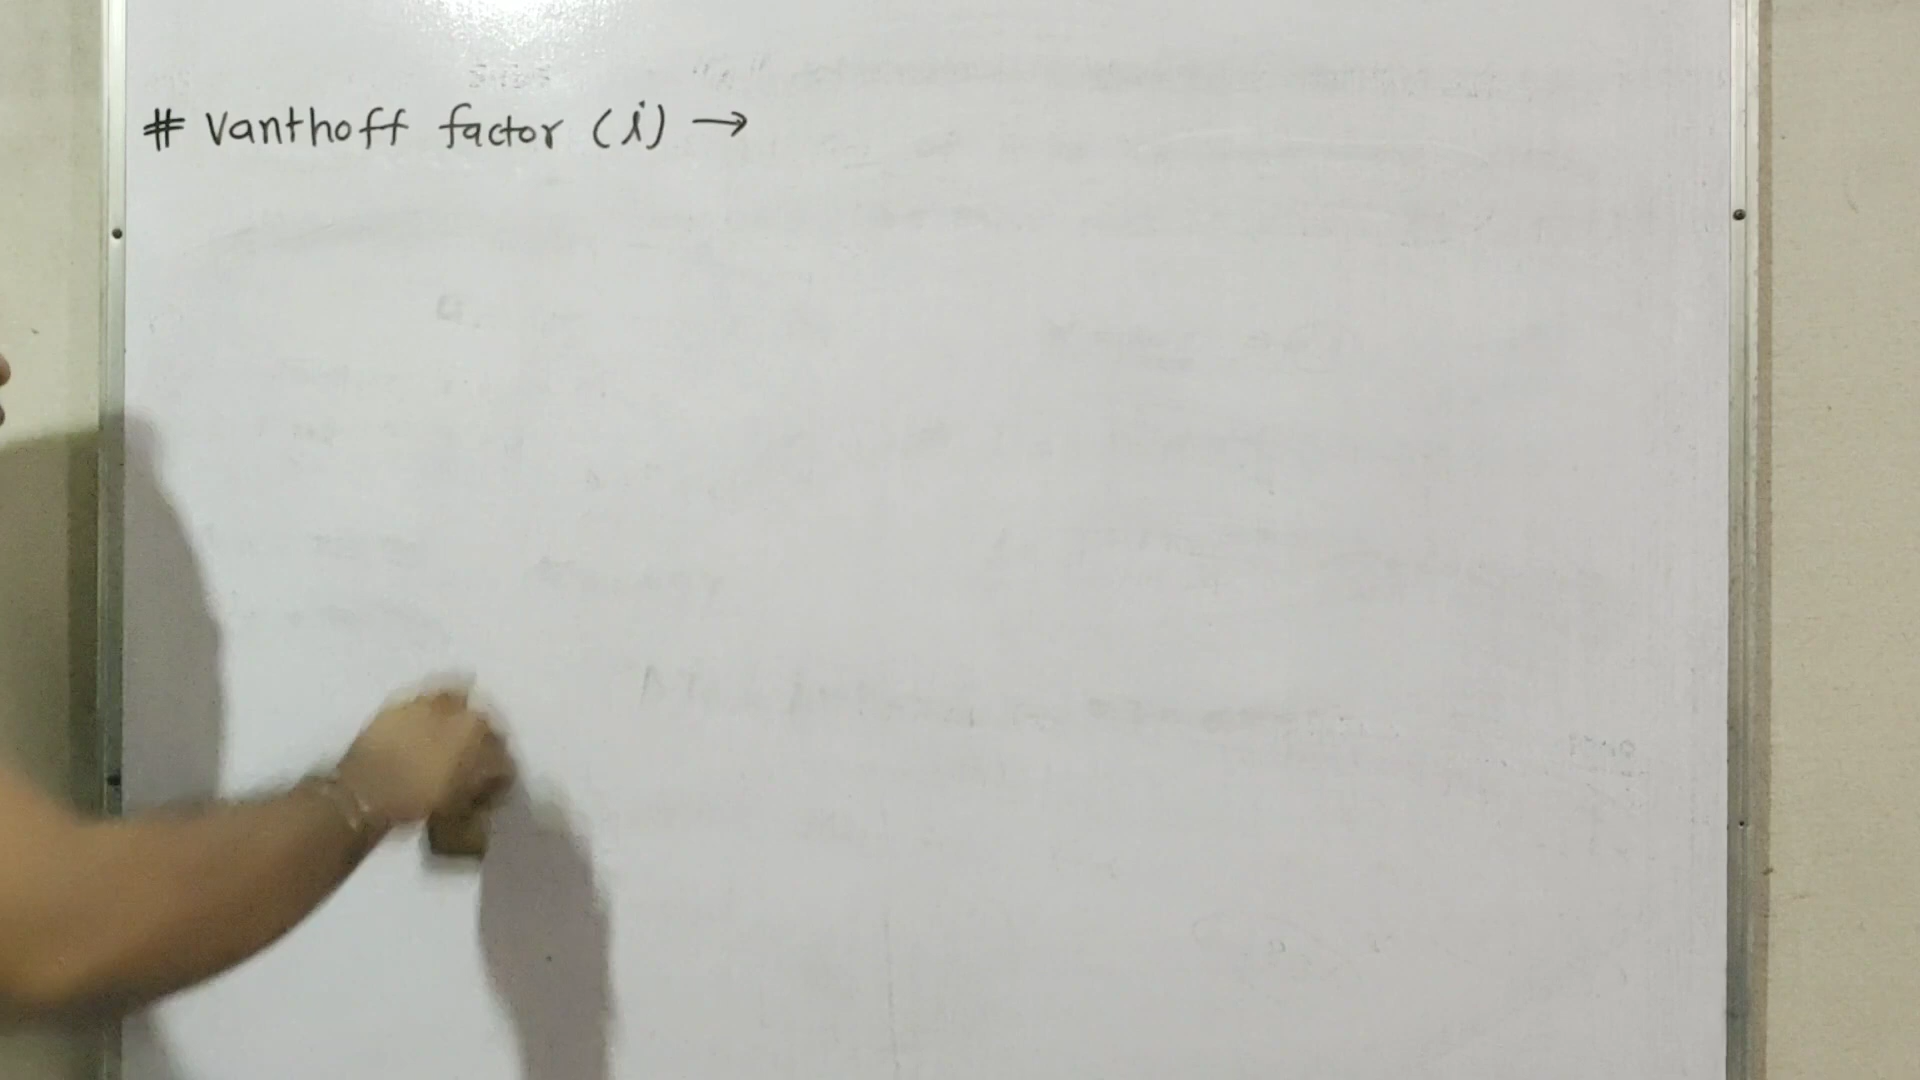 # Vanthoff factor (i) →